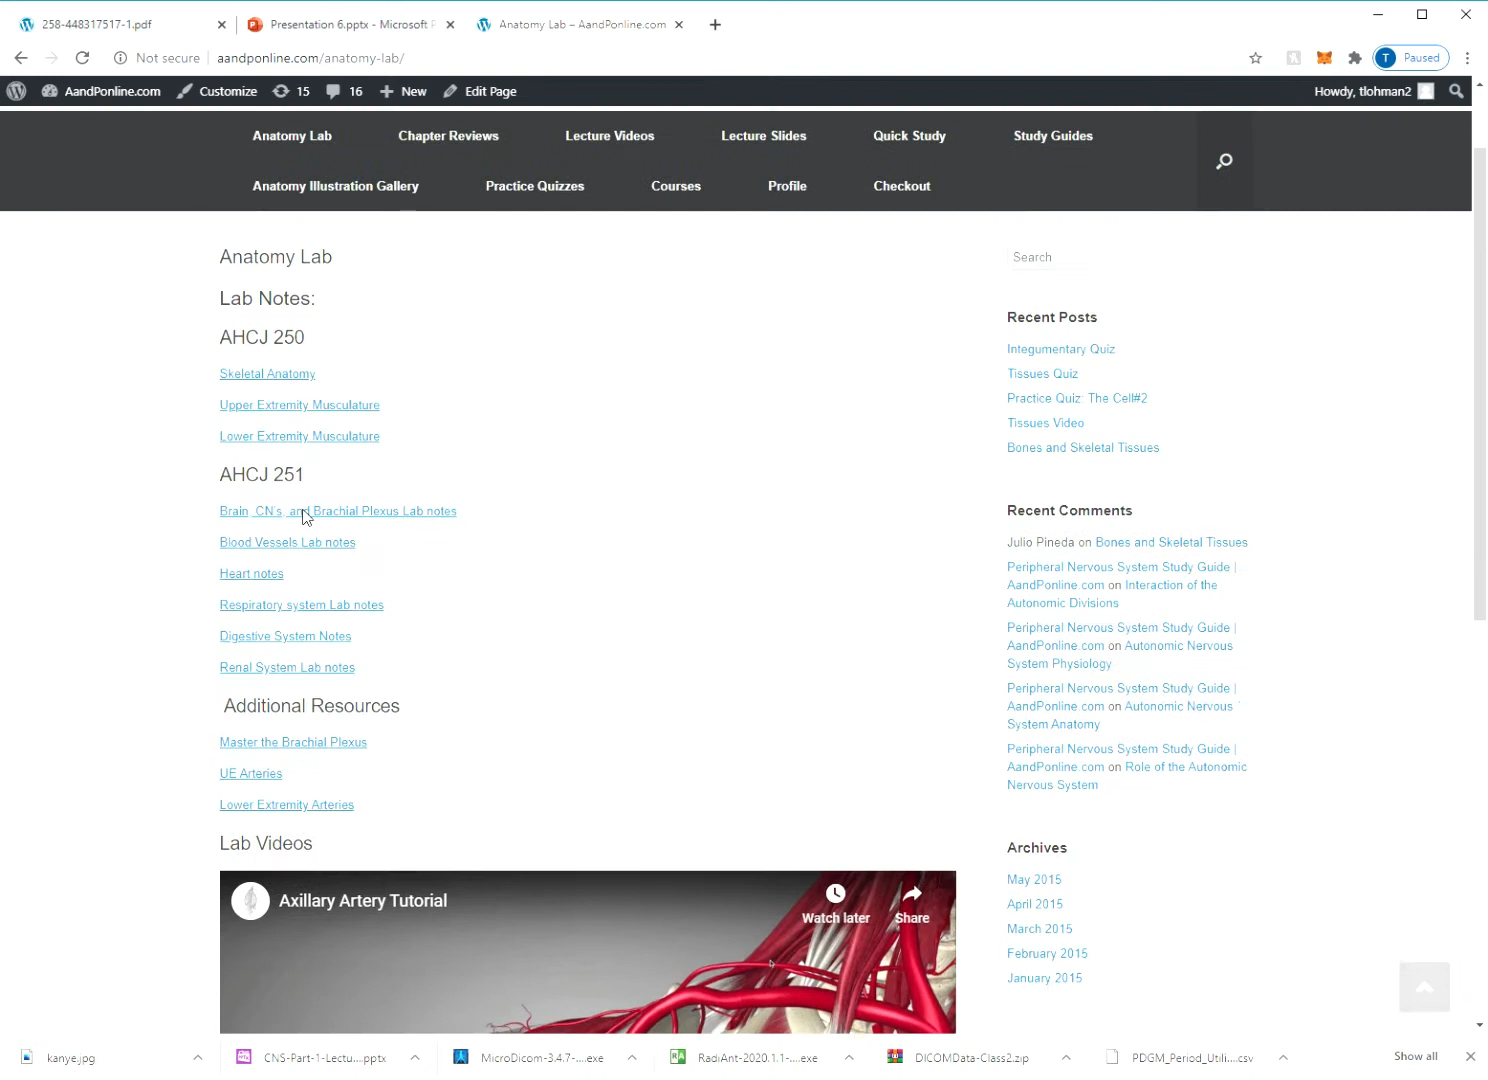 258-448317517-1.pdf
Presentation 6.pptx - Microsoft P
Anatomy Lab – AandPonline.com
Not secure
aandponline.com/anatomy-lab/
T
Paused
AandPonline.com
Customize
15
16
New
Edit Page
Howdy, tlohman2
Anatomy Lab
Chapter Reviews
Lecture Videos
Lecture Slides
Quick Study
Study Guides
Anatomy Illustration Gallery
Practice Quizzes
Courses
Profile
Checkout
Anatomy Lab
Lab Notes:
AHCJ 250
Skeletal Anatomy
Upper Extremity Musculature
Lower Extremity Musculature
AHCJ 251
Brain, CN's, and Brachial Plexus Lab notes
Blood Vessels Lab notes
Heart notes
Respiratory system Lab notes
Digestive System Notes
Renal System Lab notes
Additional Resources
Master the Brachial Plexus
UE Arteries
Lower Extremity Arteries
Lab Videos
Axillary Artery Tutorial
Watch later
Share
Search
Recent Posts
Integumentary Quiz
Tissues Quiz
Practice Quiz: The Cell#2
Tissues Video
Bones and Skeletal Tissues
Recent Comments
Julio Pineda on Bones and Skeletal Tissues
Peripheral Nervous System Study Guide |
AandPonline.com on Interaction of the
Autonomic Divisions
Peripheral Nervous System Study Guide |
AandPonline.com on Autonomic Nervous
System Physiology
Peripheral Nervous System Study Guide |
AandPonline.com on Autonomic Nervous
System Anatomy
Peripheral Nervous System Study Guide |
AandPonline.com on Role of the Autonomic
Nervous System
Archives
May 2015
April 2015
March 2015
February 2015
January 2015
kanye.jpg
CNS-Part-1-Lectu....pptx
MicroDicom-3.4.7-....exe
RadiAnt-2020.1.1-....exe
DICOMData-Class2.zip
PDGM_Period_Utili....csv
Show all